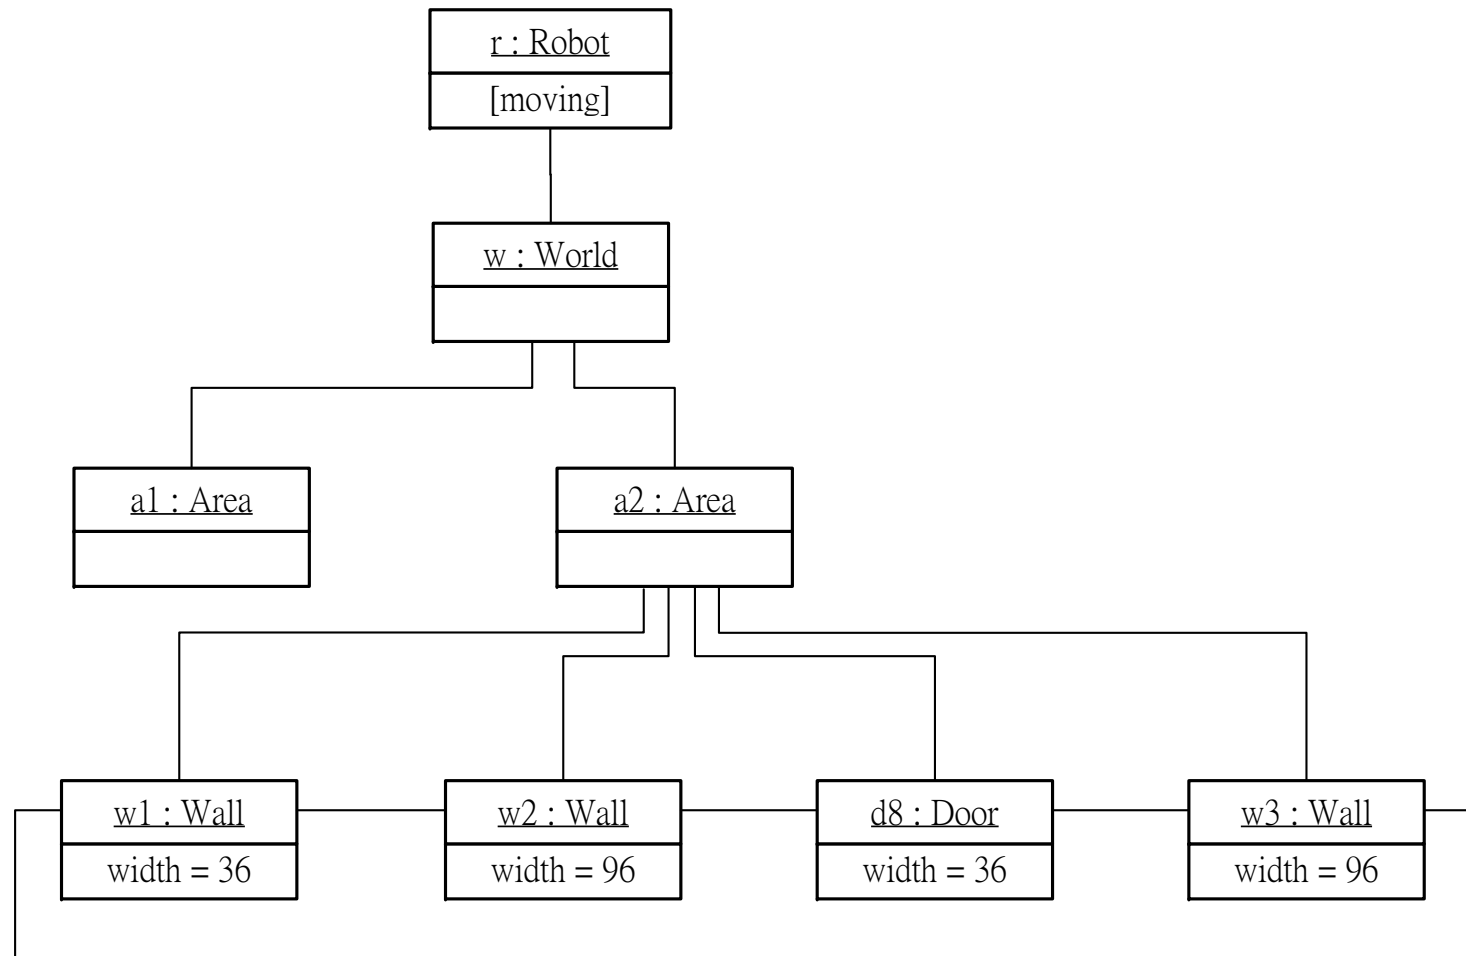 r : Robot
[moving]
w : World
a1 : Area
a2 : Area
w1 : Wall
width = 36
w2 : Wall
width = 96
d8 : Door
width = 36
w3 : Wall
width = 96